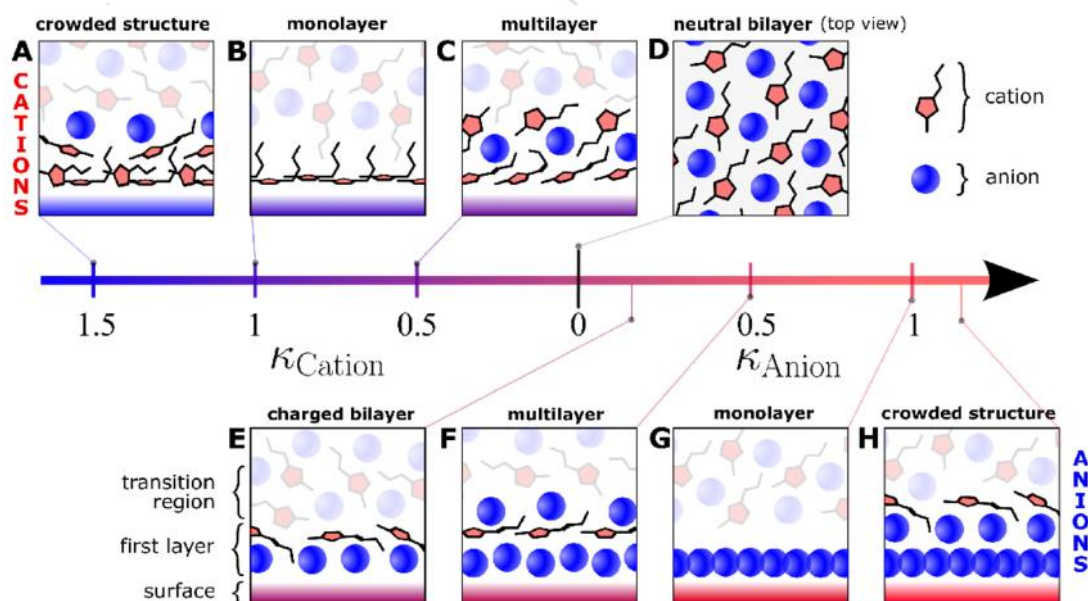 crowded structure
monolayer
multilayer
neutral bilayer (top view)
A
B
C
D
CATIONS
cation
anion
1.5
1
0.5
0
0.5
1
κCation
κAnion
charged bilayer
multilayer
monolayer
crowded structure
E
F
G
H
transition
region
first layer
surface
ANIONS